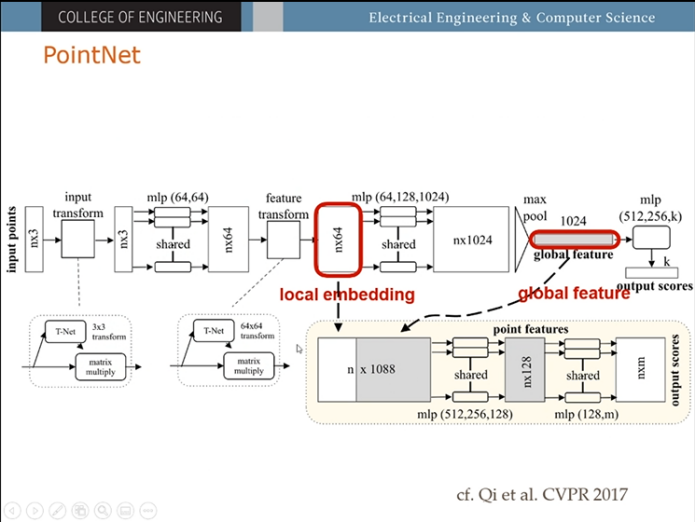 COLLEGE OF ENGINEERING
Electrical Engineering & Computer Science
PointNet
input points
nx3
input
transform
nx3
mlp (64,64)
shared
nx64
feature
transform
nx64
mlp (64,128,1024)
shared
nx1024
max
pool
1024
global feature
mlp
(512,256,k)
k
output scores
local embedding
global feature
T-Net
3x3
transform
matrix
multiply
T-Net
64x64
transform
matrix
multiply
point features
n x 1088
shared
mlp (512,256,128)
nx128
shared
mlp (128,m)
nxm
output scores
cf. Qi et al. CVPR 2017